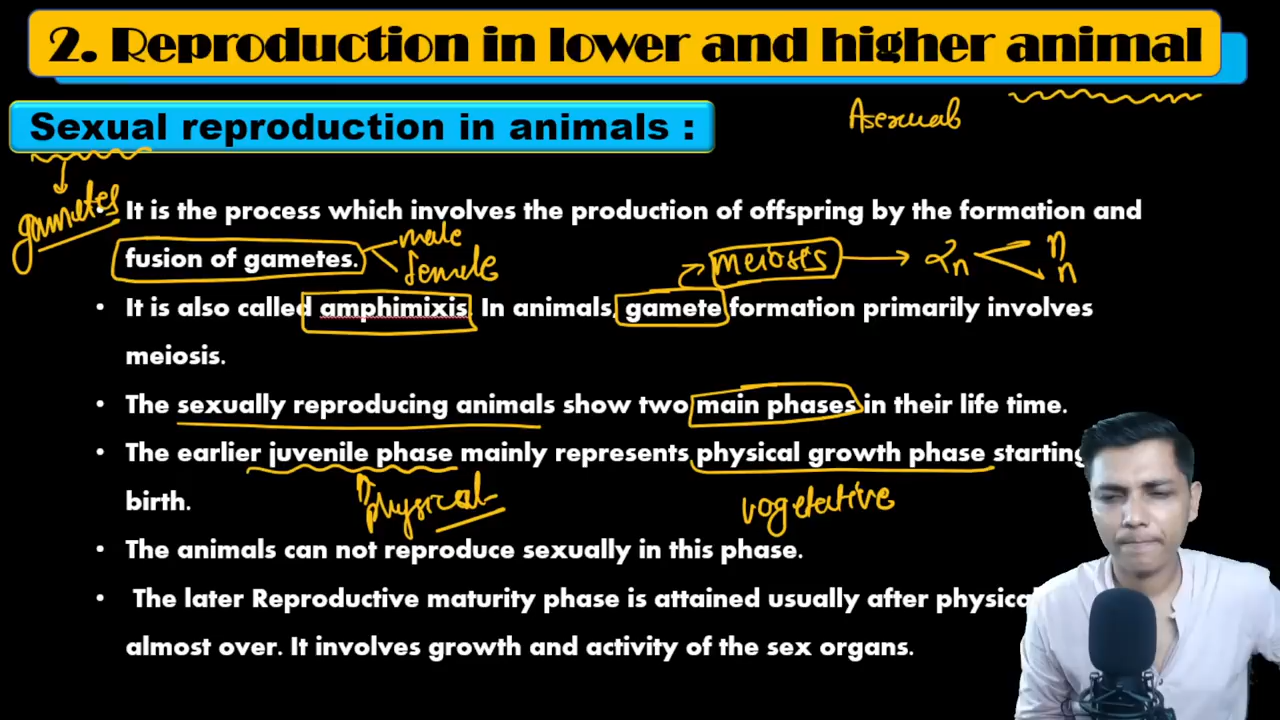 2. Reproduction in lower and higher animal
Asexual
Sexual reproduction in animals :
gametes
• It is the process which involves the production of offspring by the formation and
male
fusion of gametes.
female
meiosis
2n
n
n
• It is also called amphimixis. In animals, gamete formation primarily involves
meiosis.
• The sexually reproducing animals show two main phases in their life time.
• The earlier juvenile phase mainly represents physical growth phase starting
birth.
physical
vogetative
• The animals can not reproduce sexually in this phase.
• The later Reproductive maturity phase is attained usually after physical
almost over. It involves growth and activity of the sex organs.